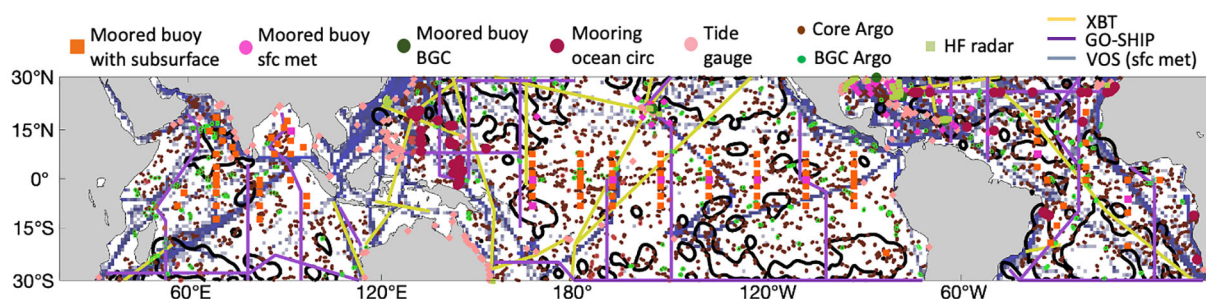 Moored buoy with subsurface
Moored buoy sfc met
Moored buoy BGC
Mooring ocean circ
Tide gauge
Core Argo
BGC Argo
HF radar
XBT
GO-SHIP
VOS (sfc met)
30°N
15°N
0°
15°S
30°S
60°E
120°E
180°
120°W
60°W